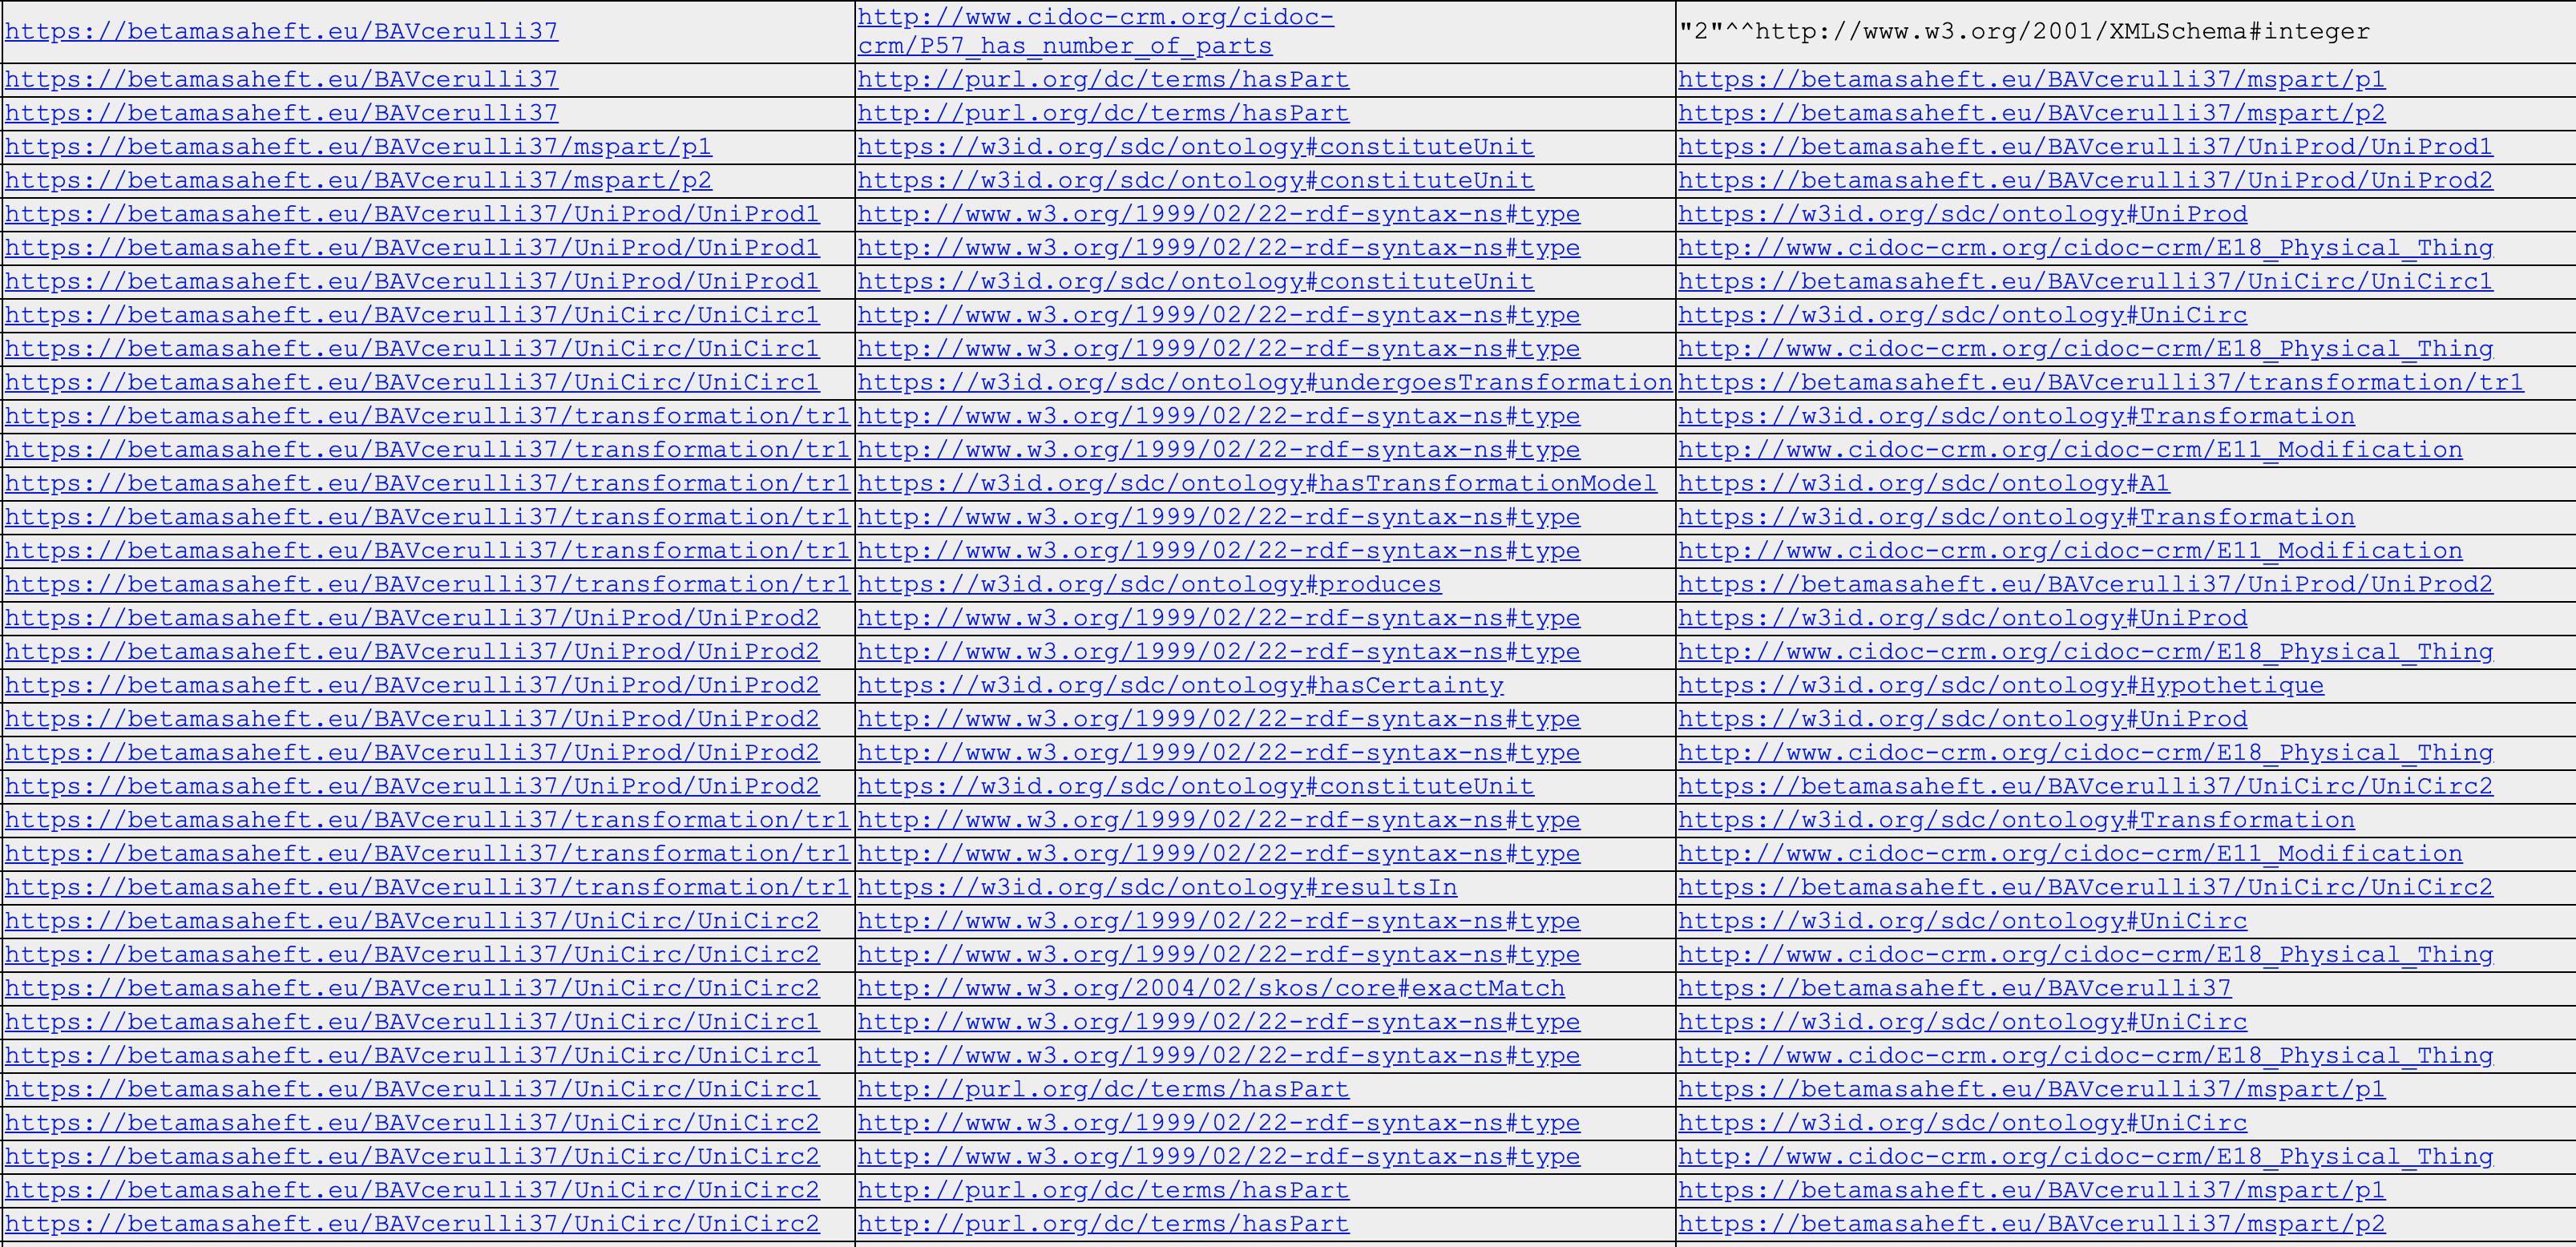 https://betamasaheft.eu/BAVcerulli37 http://www.cidoc-crm.org/cidoc-
crm/P57_has_number_of_parts "2"^^http://www.w3.org/2001/XMLSchema#integer
https://betamasaheft.eu/BAVcerulli37 http://purl.org/dc/terms/hasPart https://betamasaheft.eu/BAVcerulli37/mspart/p1
https://betamasaheft.eu/BAVcerulli37 http://purl.org/dc/terms/hasPart https://betamasaheft.eu/BAVcerulli37/mspart/p2
https://betamasaheft.eu/BAVcerulli37/mspart/p1 https://w3id.org/sdc/ontology#constituteUnit https://betamasaheft.eu/BAVcerulli37/UniProd/UniProd1
https://betamasaheft.eu/BAVcerulli37/mspart/p2 https://w3id.org/sdc/ontology#constituteUnit https://betamasaheft.eu/BAVcerulli37/UniProd/UniProd2
https://betamasaheft.eu/BAVcerulli37/UniProd/UniProd1 http://www.w3.org/1999/02/22-rdf-syntax-ns#type https://w3id.org/sdc/ontology#UniProd
https://betamasaheft.eu/BAVcerulli37/UniProd/UniProd1 http://www.w3.org/1999/02/22-rdf-syntax-ns#type http://www.cidoc-crm.org/cidoc-crm/E18_Physical_Thing
https://betamasaheft.eu/BAVcerulli37/UniProd/UniProd1 https://w3id.org/sdc/ontology#constituteUnit https://betamasaheft.eu/BAVcerulli37/UniCirc/UniCirc1
https://betamasaheft.eu/BAVcerulli37/UniCirc/UniCirc1 http://www.w3.org/1999/02/22-rdf-syntax-ns#type https://w3id.org/sdc/ontology#UniCirc
https://betamasaheft.eu/BAVcerulli37/UniCirc/UniCirc1 http://www.w3.org/1999/02/22-rdf-syntax-ns#type http://www.cidoc-crm.org/cidoc-crm/E18_Physical_Thing
https://betamasaheft.eu/BAVcerulli37/UniCirc/UniCirc1 https://w3id.org/sdc/ontology#undergoesTransformation https://betamasaheft.eu/BAVcerulli37/transformation/tr1
https://betamasaheft.eu/BAVcerulli37/transformation/tr1 http://www.w3.org/1999/02/22-rdf-syntax-ns#type https://w3id.org/sdc/ontology#Transformation
https://betamasaheft.eu/BAVcerulli37/transformation/tr1 http://www.w3.org/1999/02/22-rdf-syntax-ns#type http://www.cidoc-crm.org/cidoc-crm/E11_Modification
https://betamasaheft.eu/BAVcerulli37/transformation/tr1 https://w3id.org/sdc/ontology#hasTransformationModel https://w3id.org/sdc/ontology#A1
https://betamasaheft.eu/BAVcerulli37/transformation/tr1 http://www.w3.org/1999/02/22-rdf-syntax-ns#type https://w3id.org/sdc/ontology#Transformation
https://betamasaheft.eu/BAVcerulli37/transformation/tr1 http://www.w3.org/1999/02/22-rdf-syntax-ns#type http://www.cidoc-crm.org/cidoc-crm/E11_Modification
https://betamasaheft.eu/BAVcerulli37/transformation/tr1 https://w3id.org/sdc/ontology#produces https://betamasaheft.eu/BAVcerulli37/UniProd/UniProd2
https://betamasaheft.eu/BAVcerulli37/UniProd/UniProd2 http://www.w3.org/1999/02/22-rdf-syntax-ns#type https://w3id.org/sdc/ontology#UniProd
https://betamasaheft.eu/BAVcerulli37/UniProd/UniProd2 http://www.w3.org/1999/02/22-rdf-syntax-ns#type http://www.cidoc-crm.org/cidoc-crm/E18_Physical_Thing
https://betamasaheft.eu/BAVcerulli37/UniProd/UniProd2 https://w3id.org/sdc/ontology#hasCertainty https://w3id.org/sdc/ontology#Hypothetique
https://betamasaheft.eu/BAVcerulli37/UniProd/UniProd2 http://www.w3.org/1999/02/22-rdf-syntax-ns#type https://w3id.org/sdc/ontology#UniProd
https://betamasaheft.eu/BAVcerulli37/UniProd/UniProd2 http://www.w3.org/1999/02/22-rdf-syntax-ns#type http://www.cidoc-crm.org/cidoc-crm/E18_Physical_Thing
https://betamasaheft.eu/BAVcerulli37/UniProd/UniProd2 https://w3id.org/sdc/ontology#constituteUnit https://betamasaheft.eu/BAVcerulli37/UniCirc/UniCirc2
https://betamasaheft.eu/BAVcerulli37/transformation/tr1 http://www.w3.org/1999/02/22-rdf-syntax-ns#type https://w3id.org/sdc/ontology#Transformation
https://betamasaheft.eu/BAVcerulli37/transformation/tr1 http://www.w3.org/1999/02/22-rdf-syntax-ns#type http://www.cidoc-crm.org/cidoc-crm/E11_Modification
https://betamasaheft.eu/BAVcerulli37/transformation/tr1 https://w3id.org/sdc/ontology#resultsIn https://betamasaheft.eu/BAVcerulli37/UniCirc/UniCirc2
https://betamasaheft.eu/BAVcerulli37/UniCirc/UniCirc2 http://www.w3.org/1999/02/22-rdf-syntax-ns#type https://w3id.org/sdc/ontology#UniCirc
https://betamasaheft.eu/BAVcerulli37/UniCirc/UniCirc2 http://www.w3.org/1999/02/22-rdf-syntax-ns#type http://www.cidoc-crm.org/cidoc-crm/E18_Physical_Thing
https://betamasaheft.eu/BAVcerulli37/UniCirc/UniCirc2 http://www.w3.org/2004/02/skos/core#exactMatch https://betamasaheft.eu/BAVcerulli37
https://betamasaheft.eu/BAVcerulli37/UniCirc/UniCirc1 http://www.w3.org/1999/02/22-rdf-syntax-ns#type https://w3id.org/sdc/ontology#UniCirc
https://betamasaheft.eu/BAVcerulli37/UniCirc/UniCirc1 http://www.w3.org/1999/02/22-rdf-syntax-ns#type http://www.cidoc-crm.org/cidoc-crm/E18_Physical_Thing
https://betamasaheft.eu/BAVcerulli37/UniCirc/UniCirc1 http://purl.org/dc/terms/hasPart https://betamasaheft.eu/BAVcerulli37/mspart/p1
https://betamasaheft.eu/BAVcerulli37/UniCirc/UniCirc2 http://www.w3.org/1999/02/22-rdf-syntax-ns#type https://w3id.org/sdc/ontology#UniCirc
https://betamasaheft.eu/BAVcerulli37/UniCirc/UniCirc2 http://www.w3.org/1999/02/22-rdf-syntax-ns#type http://www.cidoc-crm.org/cidoc-crm/E18_Physical_Thing
https://betamasaheft.eu/BAVcerulli37/UniCirc/UniCirc2 http://purl.org/dc/terms/hasPart https://betamasaheft.eu/BAVcerulli37/mspart/p1
https://betamasaheft.eu/BAVcerulli37/UniCirc/UniCirc2 http://purl.org/dc/terms/hasPart https://betamasaheft.eu/BAVcerulli37/mspart/p2